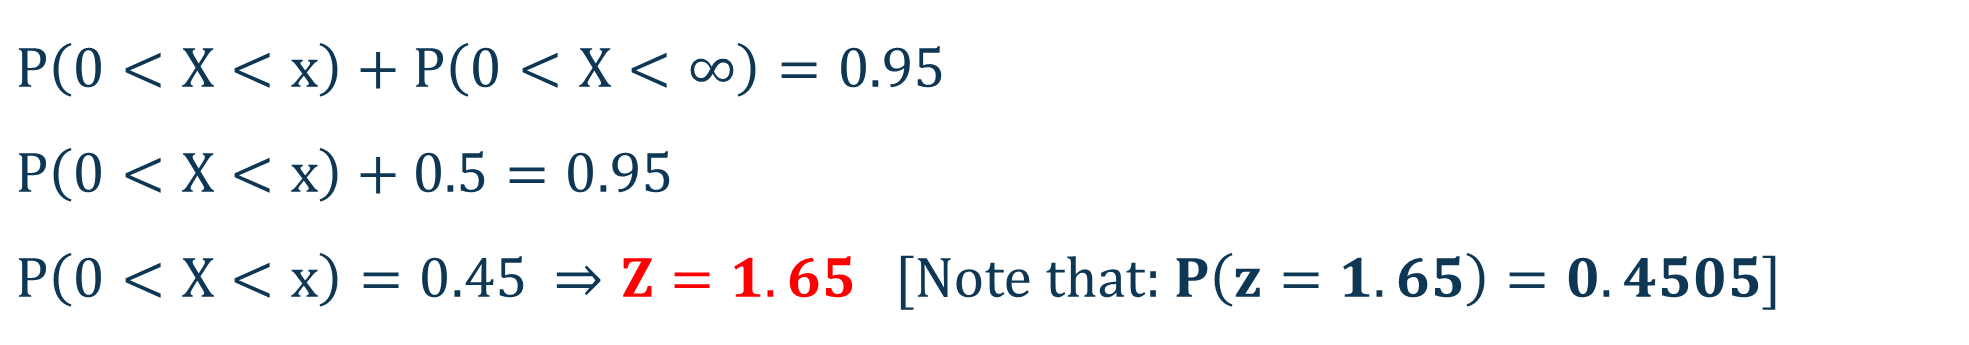 P(0 < X < x) + P(0 < X < ∞) = 0.95
P(0 < X < x) + 0.5 = 0.95
P(0 < X < x) = 0.45 ⇒ Z = 1.65 [Note that: P(z = 1.65) = 0.4505]